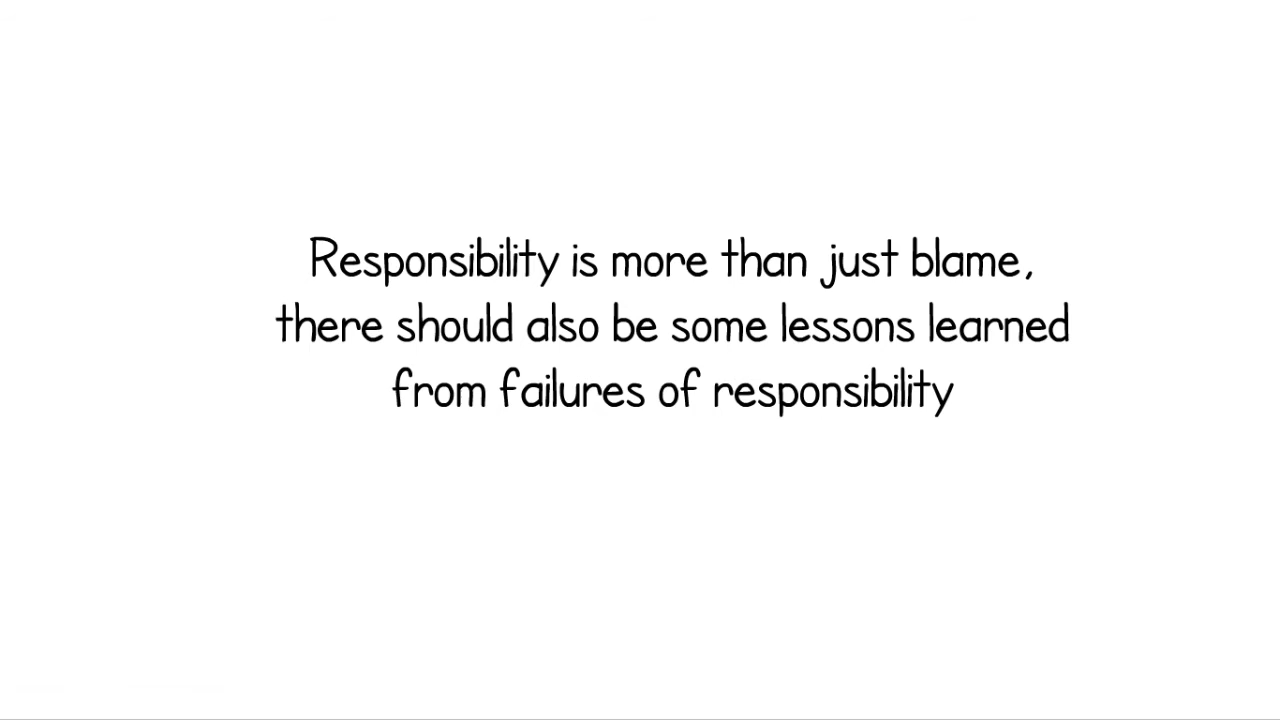 Responsibility is more than just blame,
there should also be some lessons learned
from failures of responsibility